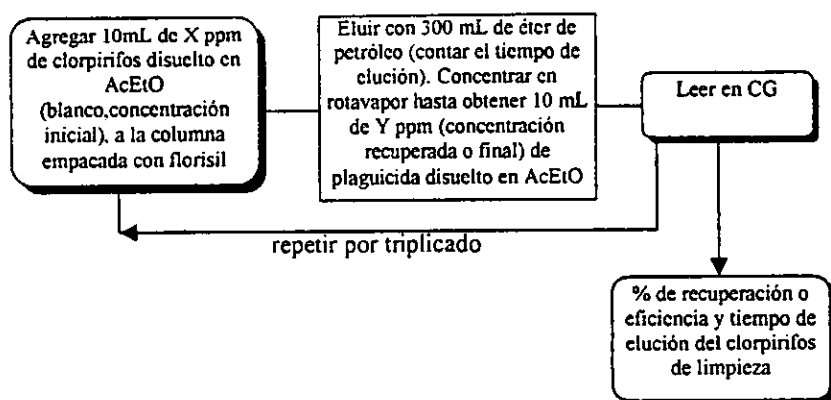 Agregar 10mL de X ppm
de clorpirifos disuelto en
AcEtO
(blanco,concentración
inicial), a la columna
empacada con florisil
Eluir con 300 mL de éter de
petróleo (contar el tiempo de
elución). Concentrar en
rotavapor hasta obtener 10 mL
de Y ppm (concentración
recuperada o final) de
plaguicida disuelto en AcEtO
Leer en CG
repetir por triplicado
% de recuperación o
eficiencia y tiempo de
elución del clorpirifos
de limpieza